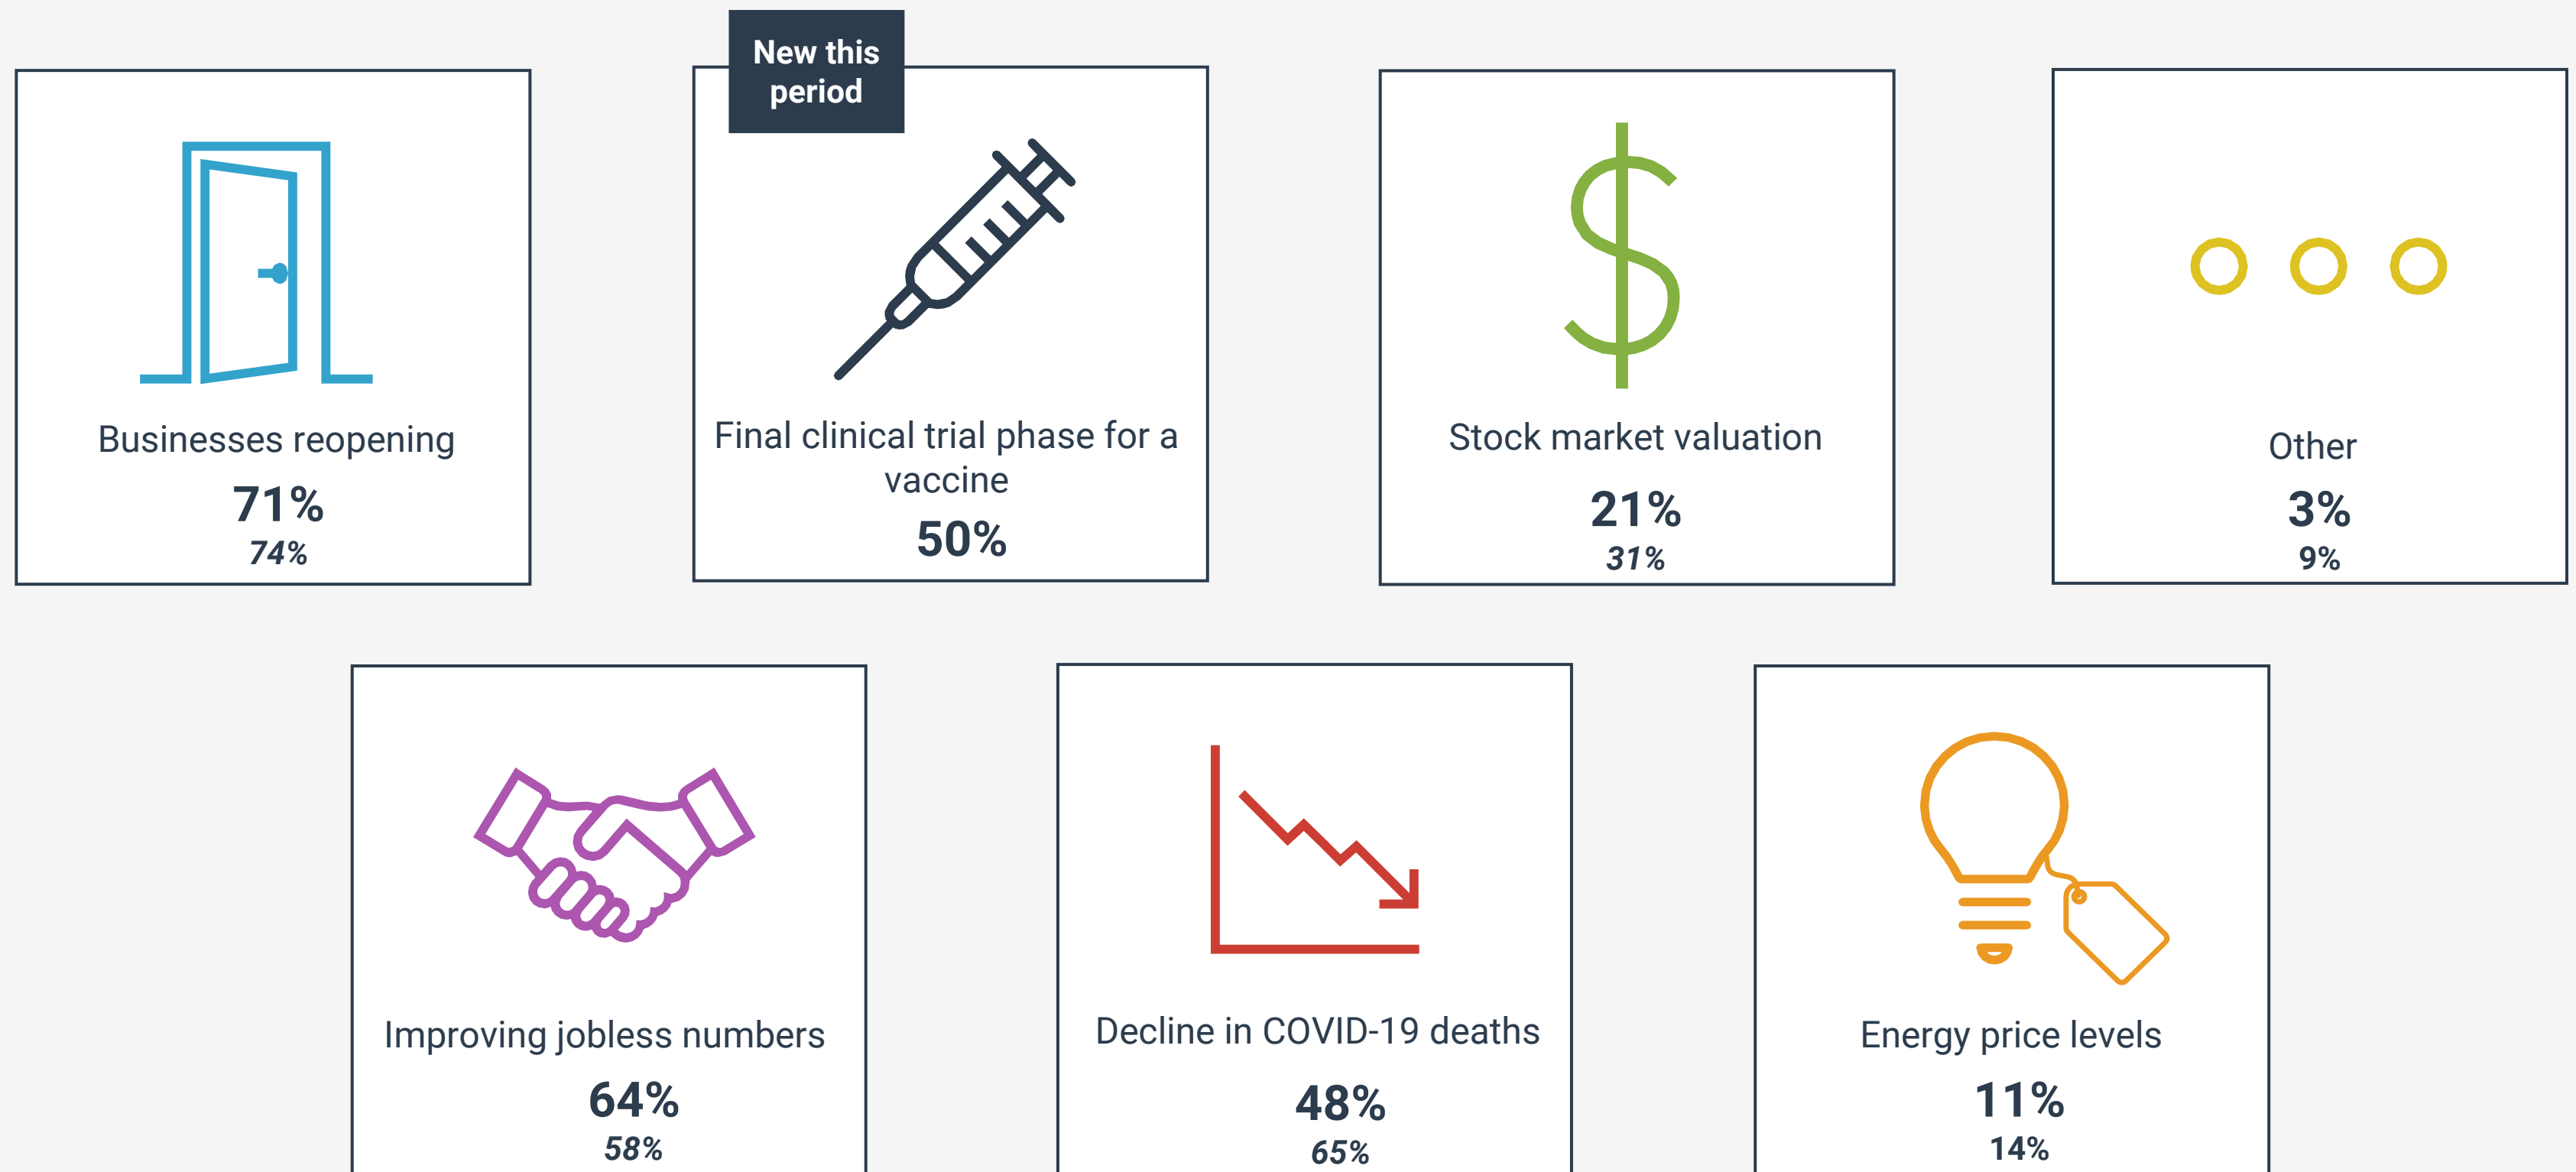 New this
period
Businesses reopening
71%
74%
Final clinical trial phase for a
vaccine
50%
Stock market valuation
21%
31%
Other
3%
9%
Improving jobless numbers
64%
58%
Decline in COVID-19 deaths
48%
65%
Energy price levels
11%
14%